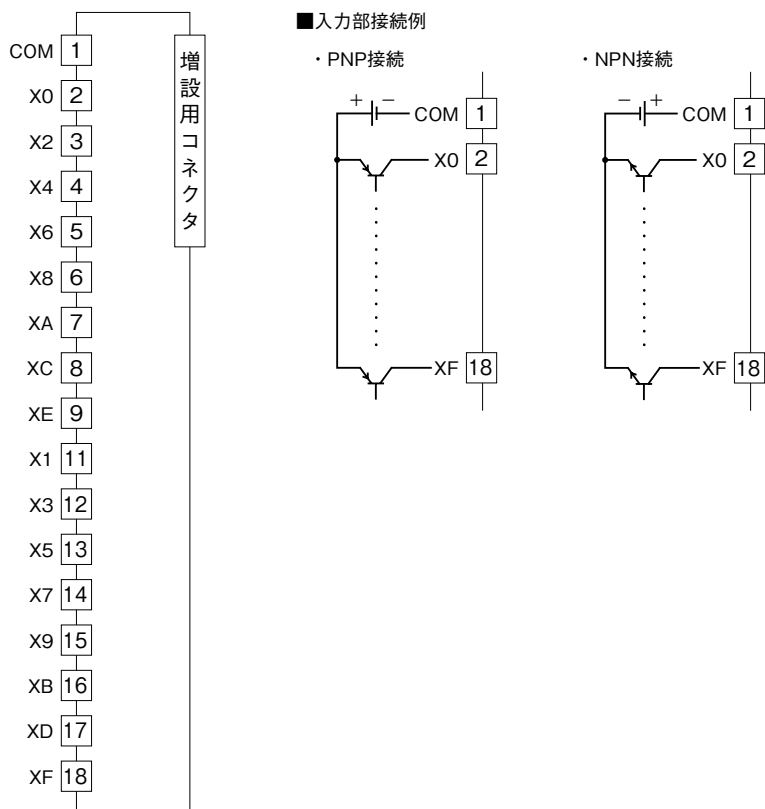 COM 1
X0 2
X2 3
X4 4
X6 5
X8 6
XA 7
XC 8
XE 9
X1 11
X3 12
X5 13
X7 14
X9 15
XB 16
XD 17
XF 18
増設用コネクタ
■入力部接続例
・PNP接続
+ −
COM 1
X0 2
XF 18
・NPN接続
− +
COM 1
X0 2
XF 18